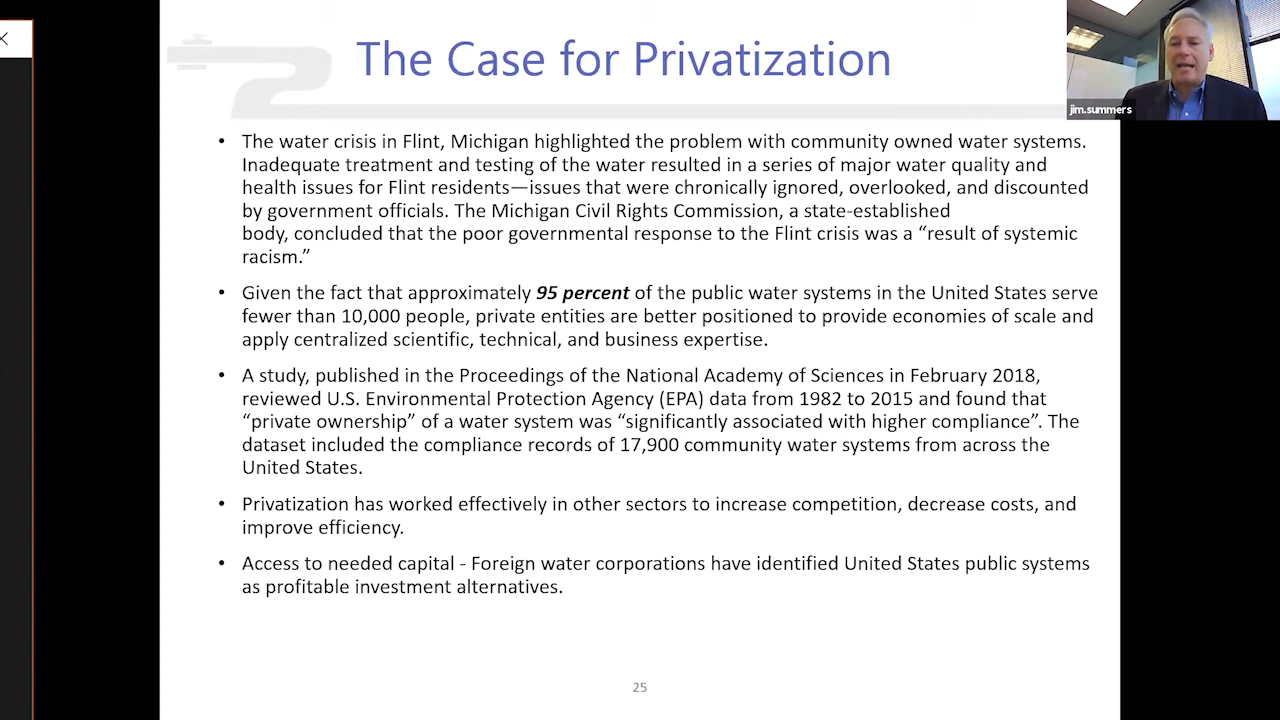 The Case for Privatization
jim.summers
• The water crisis in Flint, Michigan highlighted the problem with community owned water systems.
Inadequate treatment and testing of the water resulted in a series of major water quality and
health issues for Flint residents—issues that were chronically ignored, overlooked, and discounted
by government officials. The Michigan Civil Rights Commission, a state-established
body, concluded that the poor governmental response to the Flint crisis was a “result of systemic
racism.”
• Given the fact that approximately 95 percent of the public water systems in the United States serve
fewer than 10,000 people, private entities are better positioned to provide economies of scale and
apply centralized scientific, technical, and business expertise.
• A study, published in the Proceedings of the National Academy of Sciences in February 2018,
reviewed U.S. Environmental Protection Agency (EPA) data from 1982 to 2015 and found that
“private ownership” of a water system was “significantly associated with higher compliance”. The
dataset included the compliance records of 17,900 community water systems from across the
United States.
• Privatization has worked effectively in other sectors to increase competition, decrease costs, and
improve efficiency.
• Access to needed capital - Foreign water corporations have identified United States public systems
as profitable investment alternatives.
25